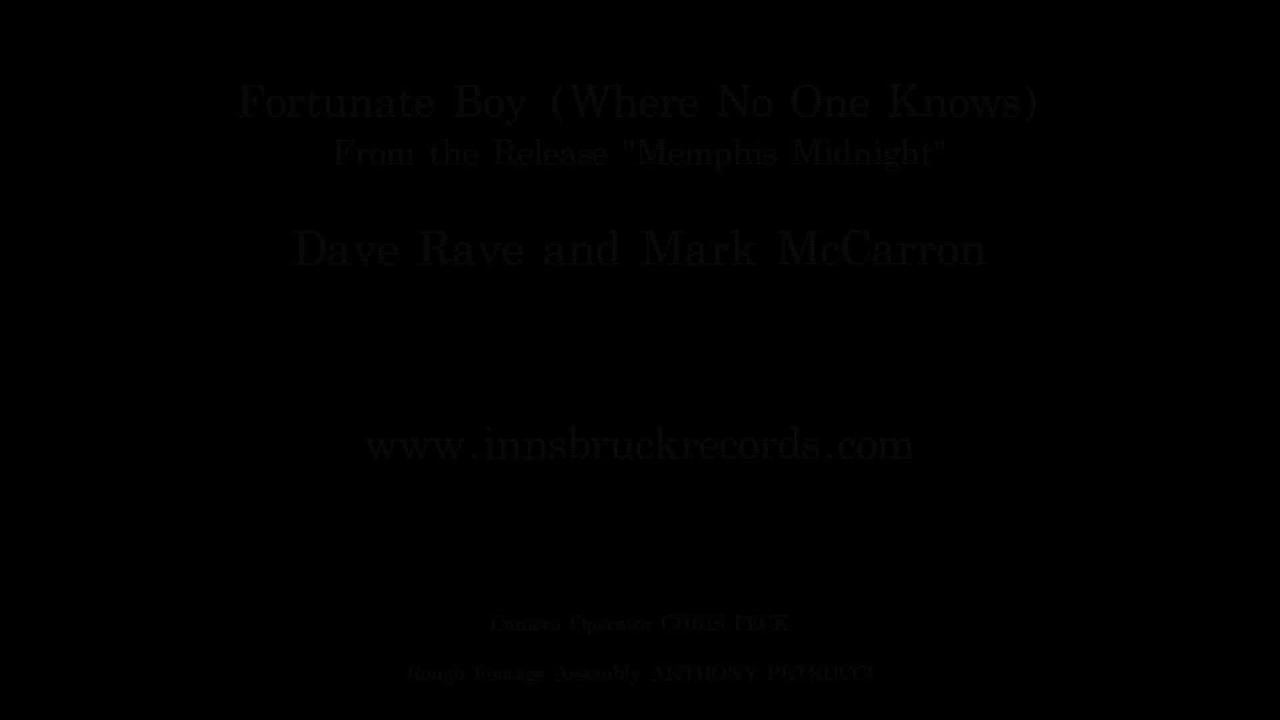 Fortunate Boy (Where No One Knows)
From the Release "Memphis Midnight"
Dave Rave and Mark McCarron
www.innsbruckrecords.com
Camera Operator CHRIS PECK
Rough Footage Assembly ANTHONY PETRUCCI